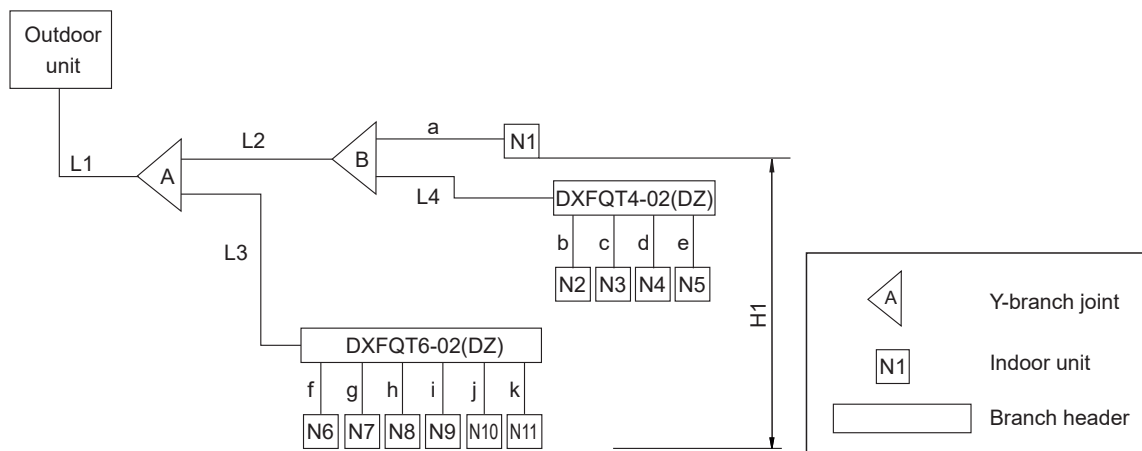 Outdoor
unit
L1
A
L2
B
a
N1
L4
DXFQT4-02(DZ)
b
c
d
e
N2
N3
N4
N5
L3
DXFQT6-02(DZ)
f
g
h
i
j
k
N6
N7
N8
N9
N10
N11
H1
A
Y-branch joint
N1
Indoor unit
Branch header